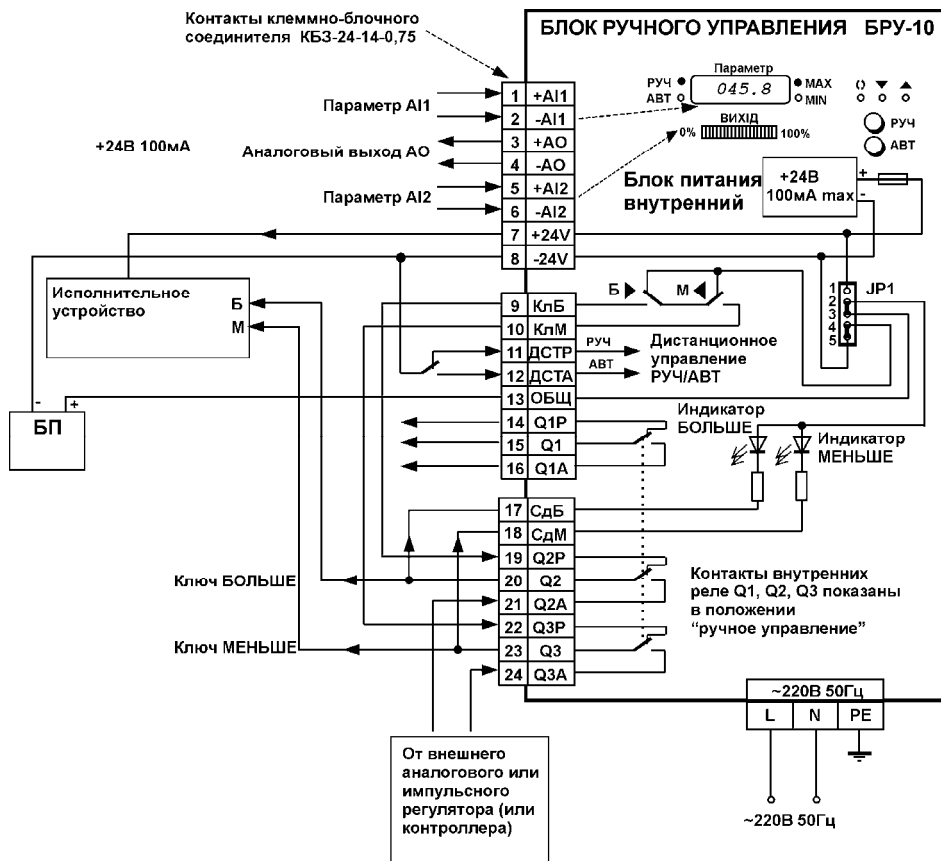 Контакты клеммно-блочного
соединителя КБЗ-24-14-0,75
БЛОК РУЧНОГО УПРАВЛЕНИЯ БРУ-10
Параметр
РУЧ
045.8
MAX
АВТ
MIN
ВИХІД
0%
100%
РУЧ
АВТ
Параметр AI1
+24В 100мА
Аналоговый выход АО
Параметр AI2
1 +AI1
2 -AI1
3 +AO
4 -AO
5 +AI2
6 -AI2
7 +24V
8 -24V
Блок питания
внутренний
+24В
100мА max
+
-
Исполнительное
устройство
Б
М
9 КлБ
10 КлМ
11 ДСТР
12 ДСТА
13 ОБЩ
14 Q1P
15 Q1
16 Q1A
Б
М
1
2
3
4
5
JP1
РУЧ
АВТ
Дистанционное
управление
РУЧ/АВТ
-
+
БП
Индикатор
БОЛЬШЕ
Индикатор
МЕНЬШЕ
17 СдБ
18 СдМ
19 Q2P
20 Q2
21 Q2A
22 Q3P
23 Q3
24 Q3A
Ключ БОЛЬШЕ
Ключ МЕНЬШЕ
Контакты внутренних
реле Q1, Q2, Q3 показаны
в положении
“ручное управление”
~220В 50Гц
L N PE
От внешнего
аналогового или
импульсного
регулятора (или
контроллера)
~220В 50Гц